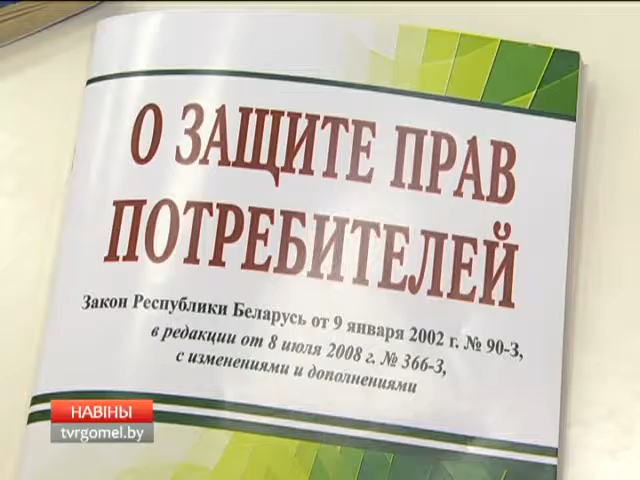 О ЗАЩИТЕ ПРАВ
ПОТРЕБИТЕЛЕЙ
Закон Республики Беларусь от 9 января 2002 г. № 90-З,
в редакции от 8 июля 2008 г. № 366-З,
с изменениями и дополнениями
НАВІНЫ
tvrgomel.by